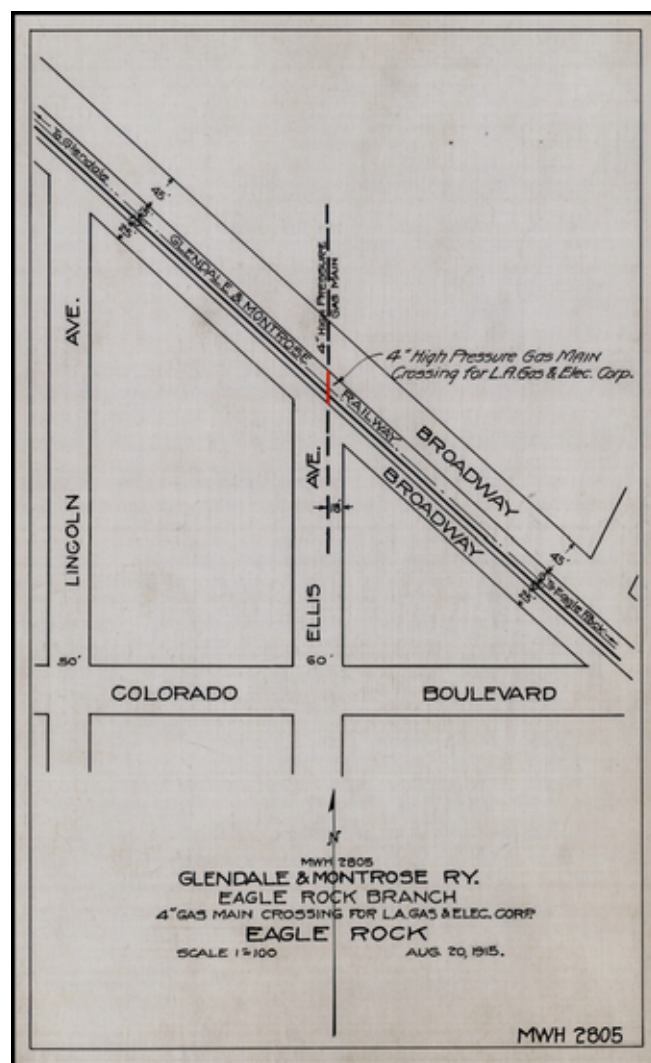 To Glendale
45'
25'
GLENDALE & MONTROSE
RAILWAY
4" HIGH PRESSURE
GAS MAIN
4" High Pressure Gas MAIN
Crossing for L.A. Gas & Elec. Corp.
BROADWAY
BROADWAY
AVE.
LINCOLN
AVE.
ELLIS
18'
45'
25'
To Eagle Rock
50'
60'
COLORADO
BOULEVARD
N
MWH 2805
GLENDALE & MONTROSE RY.
EAGLE ROCK BRANCH
4" GAS MAIN CROSSING FOR L.A. GAS & ELEC. CORP.
EAGLE ROCK
SCALE 1"=100
AUG. 20, 1915.
MWH 2805